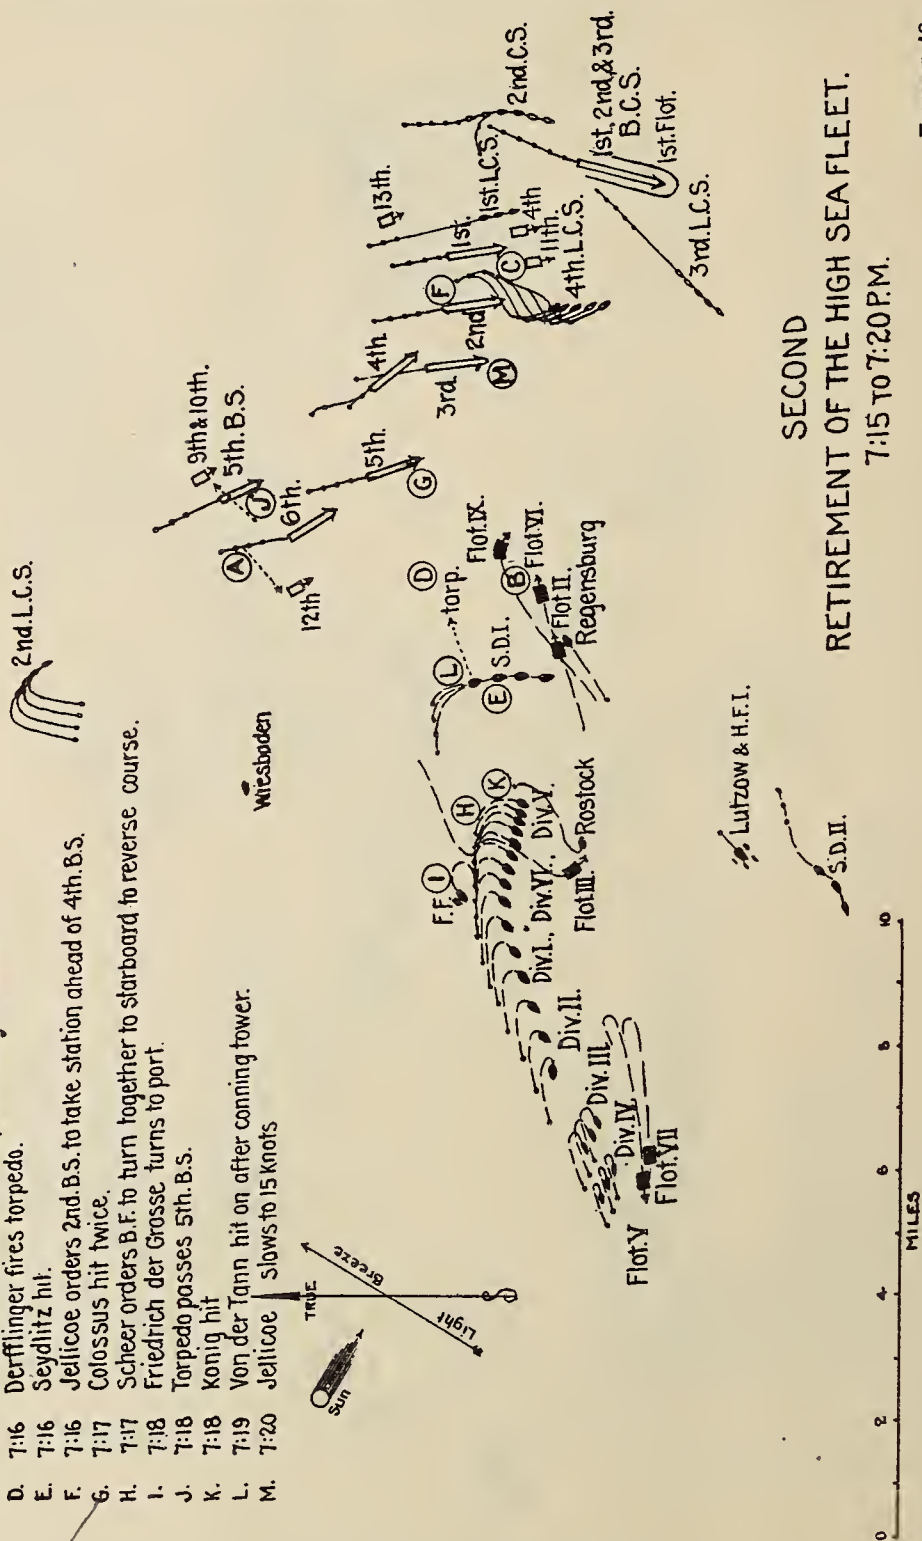 D. 7:16 Derfflinger fires torpedo.
E. 7:16 Seydlitz hit.
F. 7:16 Jellicoe orders 2nd. B.S. to take station ahead of 4th. B.S.
G. 7:17 Colossus hit twice.
H. 7:17 Scheer orders B.F. to turn together to starboard to reverse course.
I. 7:18 Friedrich der Grosse turns to port.
J. 7:18 Torpedo passes 5th. B.S.
K. 7:18 Konig hit
L. 7:19 Von der Tann hit on after conning tower.
M. 7:20 Jellicoe slows to 15 knots
Sun
TRUE
Light Breeze
2nd. L.C.S.
Wiesbaden
9th & 10th.
5th. B.S.
J
6th.
A
12th
5th.
G
4th.
3rd.
M
2nd
F
1st.
C
13th.
1st. L.C.S.
4th
11th.
4th. L.C.S.
2nd. C.S.
1st, 2nd & 3rd.
B.C.S.
1st. Flot.
3rd. L.C.S.
D
torp.
L
E
S.D.I.
Flot. IX.
B
Flot VI.
Flot II.
Regensburg
H
K
I
F.F.
Div. V.
Div. VI.
Div. I.
Div. II.
Div. III
Div. IV
Flot. III.
Rostock
Flot. V
Flot. VII
Lutzow & H.F.I.
S.D. II.
0 2 4 6 8 10
MILES
SECOND
RETIREMENT OF THE HIGH SEA FLEET.
7:15 TO 7:20 P.M.